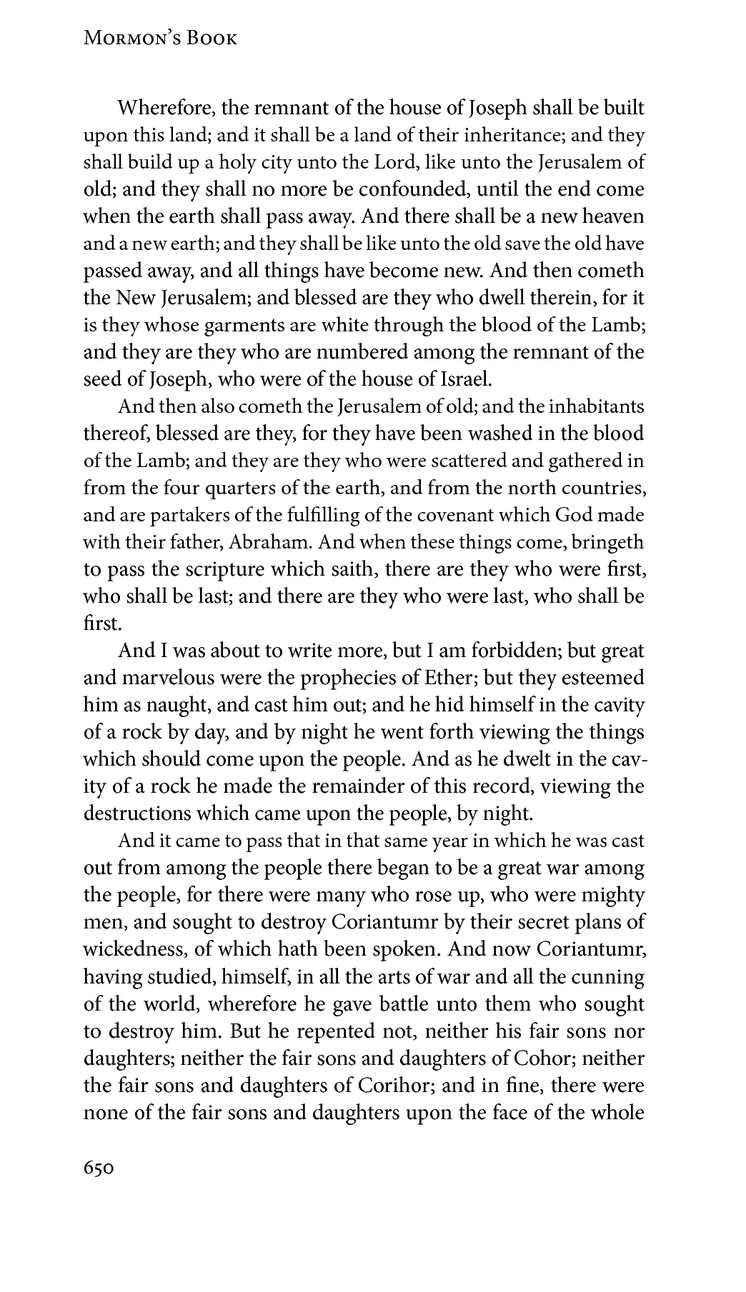 Mormon’s Book
Wherefore, the remnant of the house of Joseph shall be built
upon this land; and it shall be a land of their inheritance; and they
shall build up a holy city unto the Lord, like unto the Jerusalem of
old; and they shall no more be confounded, until the end come
when the earth shall pass away. And there shall be a new heaven
and a new earth; and they shall be like unto the old save the old have
passed away, and all things have become new. And then cometh
the New Jerusalem; and blessed are they who dwell therein, for it
is they whose garments are white through the blood of the Lamb;
and they are they who are numbered among the remnant of the
seed of Joseph, who were of the house of Israel.
And then also cometh the Jerusalem of old; and the inhabitants
thereof, blessed are they, for they have been washed in the blood
of the Lamb; and they are they who were scattered and gathered in
from the four quarters of the earth, and from the north countries,
and are partakers of the fulfilling of the covenant which God made
with their father, Abraham. And when these things come, bringeth
to pass the scripture which saith, there are they who were first,
who shall be last; and there are they who were last, who shall be
first.
And I was about to write more, but I am forbidden; but great
and marvelous were the prophecies of Ether; but they esteemed
him as naught, and cast him out; and he hid himself in the cavity
of a rock by day, and by night he went forth viewing the things
which should come upon the people. And as he dwelt in the cav-
ity of a rock he made the remainder of this record, viewing the
destructions which came upon the people, by night.
And it came to pass that in that same year in which he was cast
out from among the people there began to be a great war among
the people, for there were many who rose up, who were mighty
men, and sought to destroy Coriantumr by their secret plans of
wickedness, of which hath been spoken. And now Coriantumr,
having studied, himself, in all the arts of war and all the cunning
of the world, wherefore he gave battle unto them who sought
to destroy him. But he repented not, neither his fair sons nor
daughters; neither the fair sons and daughters of Cohor; neither
the fair sons and daughters of Corihor; and in fine, there were
none of the fair sons and daughters upon the face of the whole
650